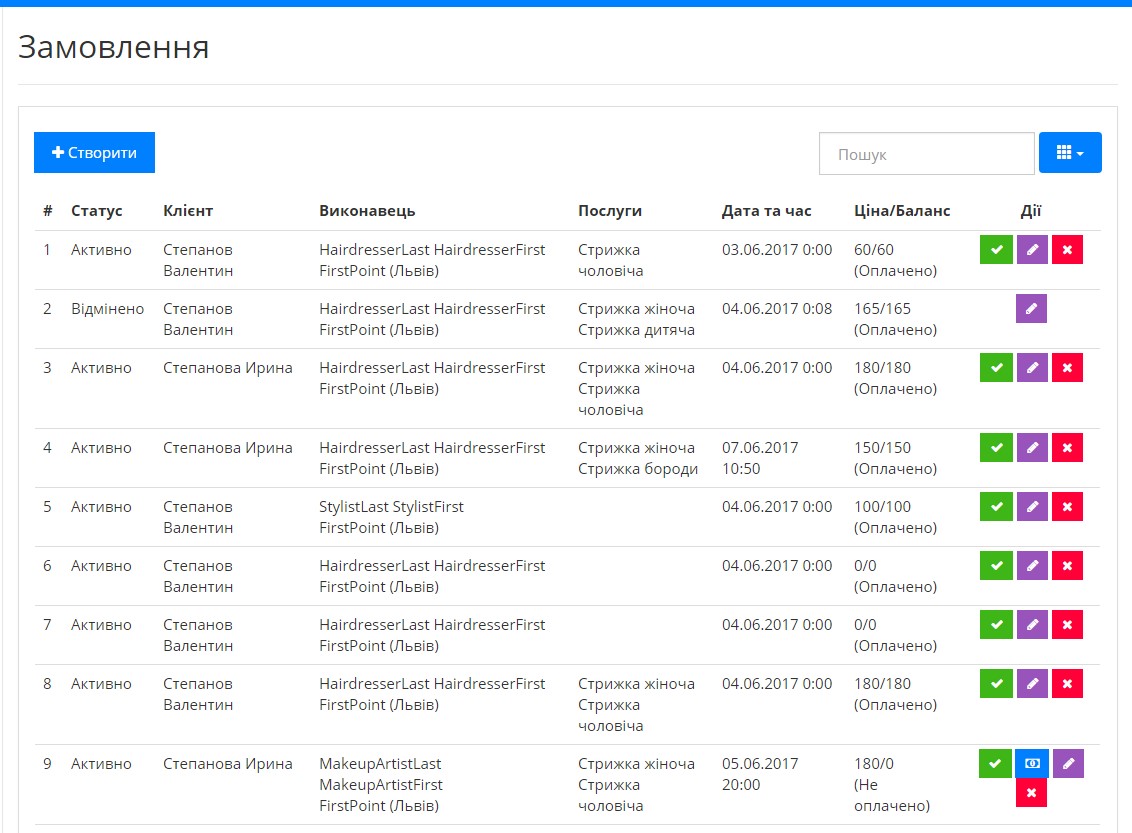 Замовлення
Створити
Пошук
# Статус Клієнт Виконавець Послуги Дата та час Ціна/Баланс Дії
1 Активно Степанов HairdresserLast HairdresserFirst Стрижка 03.06.2017 0:00 60/60
Валентин FirstPoint (Львів) чоловіча (Оплачено)
2 Відмінено Степанов HairdresserLast HairdresserFirst Стрижка жіноча 04.06.2017 0:08 165/165
Валентин FirstPoint (Львів) Стрижка дитяча (Оплачено)
3 Активно Степанова Ирина HairdresserLast HairdresserFirst Стрижка жіноча 04.06.2017 0:00 180/180
FirstPoint (Львів) Стрижка (Оплачено)
чоловіча
4 Активно Степанова Ирина HairdresserLast HairdresserFirst Стрижка жіноча 07.06.2017 150/150
FirstPoint (Львів) Стрижка бороди 10:50 (Оплачено)
5 Активно Степанов StylistLast StylistFirst 04.06.2017 0:00 100/100
Валентин FirstPoint (Львів) (Оплачено)
6 Активно Степанов HairdresserLast HairdresserFirst 04.06.2017 0:00 0/0
Валентин FirstPoint (Львів) (Оплачено)
7 Активно Степанов HairdresserLast HairdresserFirst 04.06.2017 0:00 0/0
Валентин FirstPoint (Львів) (Оплачено)
8 Активно Степанов HairdresserLast HairdresserFirst Стрижка жіноча 04.06.2017 0:00 180/180
Валентин FirstPoint (Львів) Стрижка (Оплачено)
чоловіча
9 Активно Степанова Ирина MakeupArtistLast Стрижка жіноча 05.06.2017 180/0
MakeupArtistFirst Стрижка 20:00 (Не
FirstPoint (Львів) чоловіча оплачено)